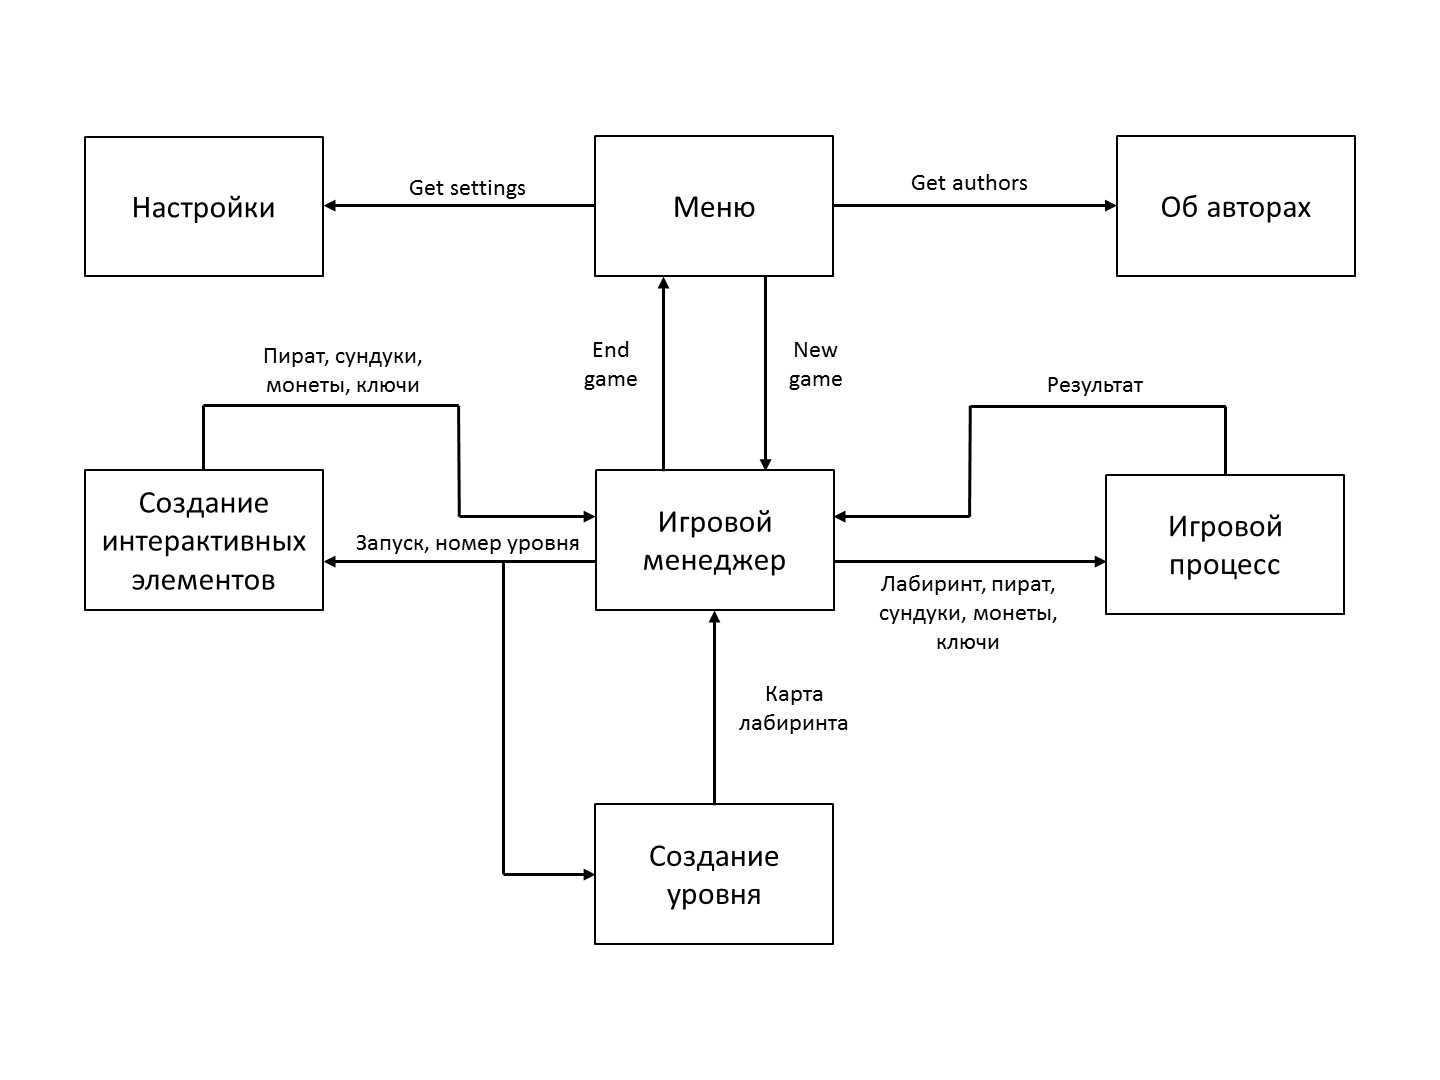 Настройки
Get settings
Меню
Get authors
Об авторах
Пират, сундуки,
монеты, ключи
End
game
New
game
Результат
Создание
интерактивных
элементов
Запуск, номер уровня
Игровой
менеджер
Игровой
процесс
Лабиринт, пират,
сундуки, монеты,
ключи
Карта
лабиринта
Создание
уровня